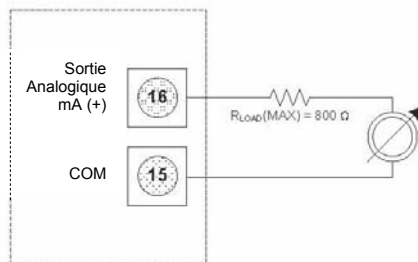 Sortie
Analogique
mA (+)
16
RLOAD(MAX) = 800 Ω
COM
15